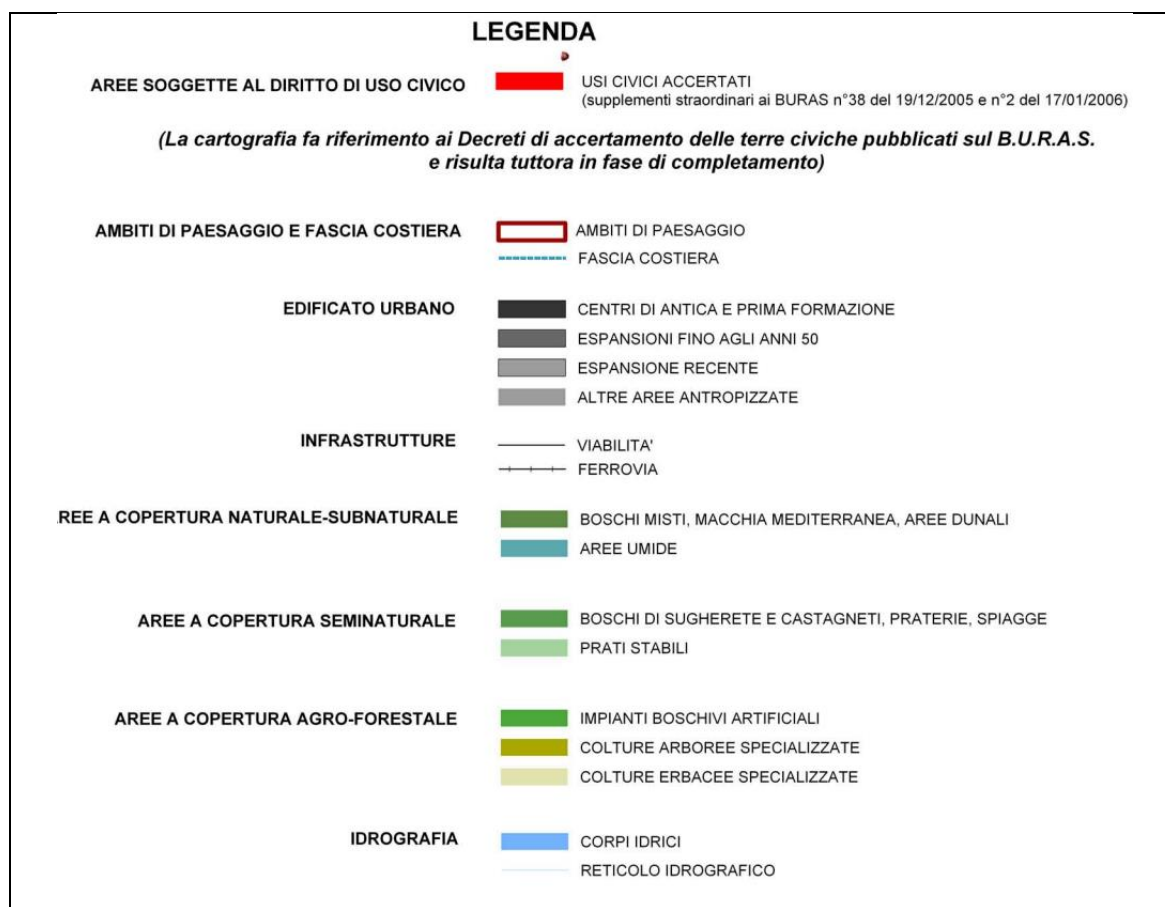 LEGENDA
AREE SOGGETTE AL DIRITTO DI USO CIVICO
USI CIVICI ACCERTATI
(supplementi straordinari ai BURAS n°38 del 19/12/2005 e n°2 del 17/01/2006)
(La cartografia fa riferimento ai Decreti di accertamento delle terre civiche pubblicati sul B.U.R.A.S.
e risulta tuttora in fase di completamento)
AMBITI DI PAESAGGIO E FASCIA COSTIERA
AMBITI DI PAESAGGIO
FASCIA COSTIERA
EDIFICATO URBANO
CENTRI DI ANTICA E PRIMA FORMAZIONE
ESPANSIONI FINO AGLI ANNI 50
ESPANSIONE RECENTE
ALTRE AREE ANTROPIZZATE
INFRASTRUTTURE
VIABILITA'
FERROVIA
REE A COPERTURA NATURALE-SUBNATURALE
BOSCHI MISTI, MACCHIA MEDITERRANEA, AREE DUNALI
AREE UMIDE
AREE A COPERTURA SEMINATURALE
BOSCHI DI SUGHERETE E CASTAGNETI, PRATERIE, SPIAGGE
PRATI STABILI
AREE A COPERTURA AGRO-FORESTALE
IMPIANTI BOSCHIVI ARTIFICIALI
COLTURE ARBOREE SPECIALIZZATE
COLTURE ERBACEE SPECIALIZZATE
IDROGRAFIA
CORPI IDRICI
RETICOLO IDROGRAFICO